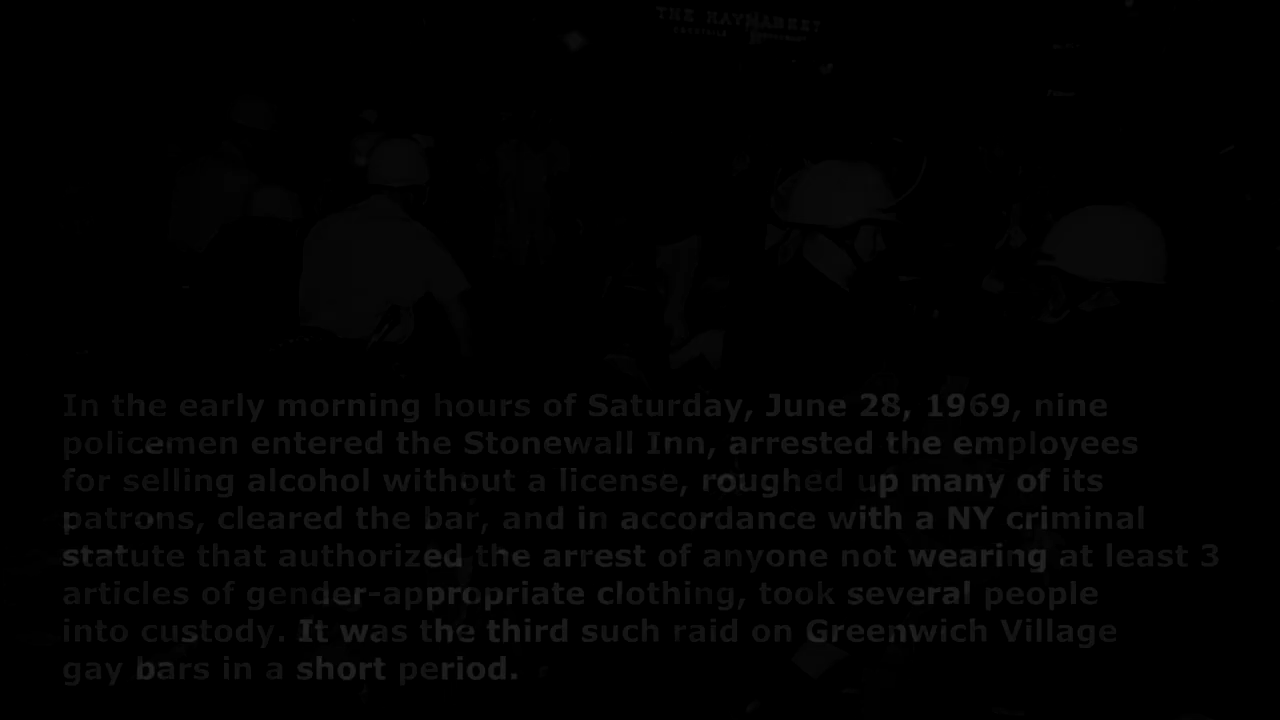 THE HAYMARKET
In the early morning hours of Saturday, June 28, 1969, nine
policemen entered the Stonewall Inn, arrested the employees
for selling alcohol without a license, roughed up many of its
patrons, cleared the bar, and in accordance with a NY criminal
statute that authorized the arrest of anyone not wearing at least 3
articles of gender-appropriate clothing, took several people
into custody. It was the third such raid on Greenwich Village
gay bars in a short period.